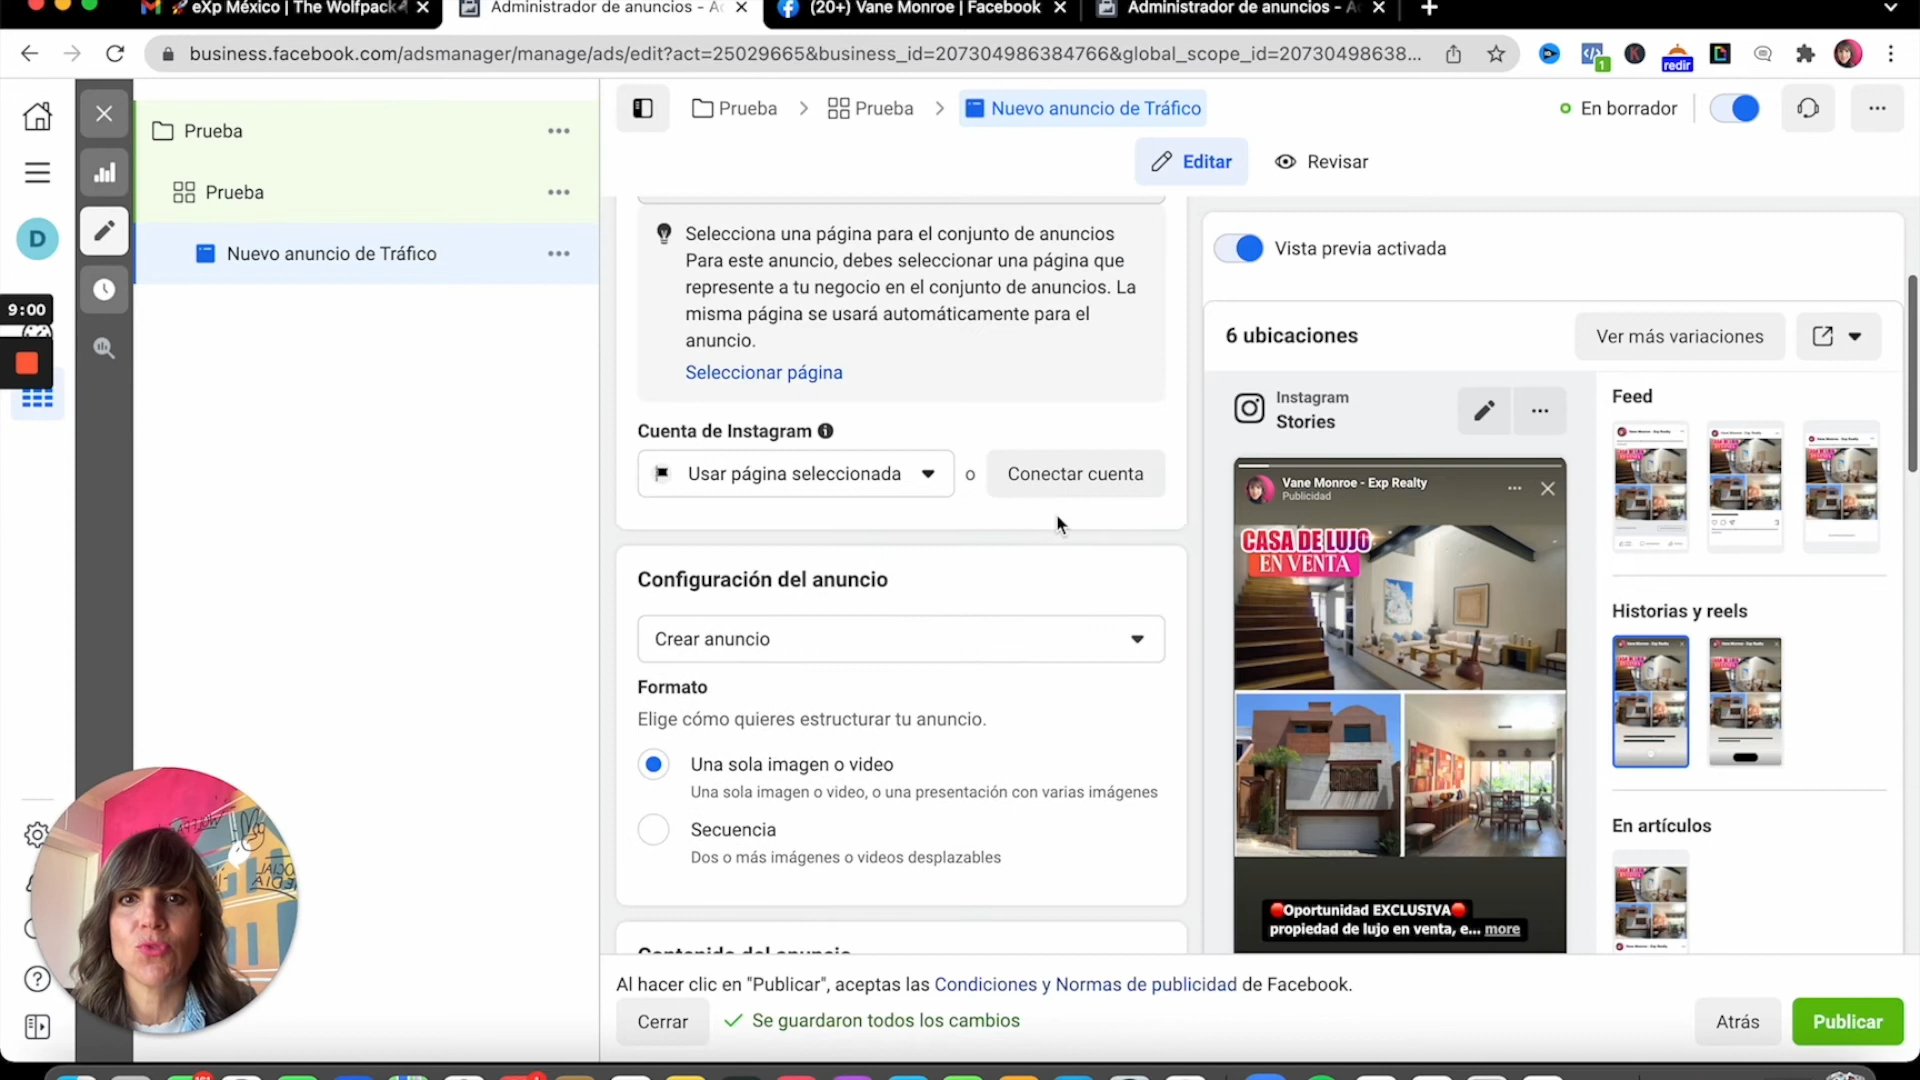 eXp México | The Wolfpack
Administrador de anuncios - A
(20+) Vane Monroe | Facebook
Administrador de anuncios - A
business.facebook.com/adsmanager/manage/ads/edit?act=25029665&business_id=207304986384766&global_scope_id=20730498638...
1
redir
Prueba
Prueba
Nuevo anuncio de Tráfico
D
9:00
Prueba > Prueba > Nuevo anuncio de Tráfico
En borrador
Editar
Revisar
Selecciona una página para el conjunto de anuncios
Para este anuncio, debes seleccionar una página que
represente a tu negocio en el conjunto de anuncios. La
misma página se usará automáticamente para el
anuncio.
Seleccionar página
Cuenta de Instagram
Usar página seleccionada
o
Conectar cuenta
Configuración del anuncio
Crear anuncio
Formato
Elige cómo quieres estructurar tu anuncio.
Una sola imagen o video
Una sola imagen o video, o una presentación con varias imágenes
Secuencia
Dos o más imágenes o videos desplazables
Contenido del anuncio
Vista previa activada
6 ubicaciones
Ver más variaciones
Instagram
Stories
Vane Monroe - Exp Realty
Publicidad
CASA DE LUJO
EN VENTA
Oportunidad EXCLUSIVA
propiedad de lujo en venta, e... more
Feed
Historias y reels
En artículos
Al hacer clic en "Publicar", aceptas las Condiciones y Normas de publicidad de Facebook.
Cerrar
Se guardaron todos los cambios
Atrás
Publicar